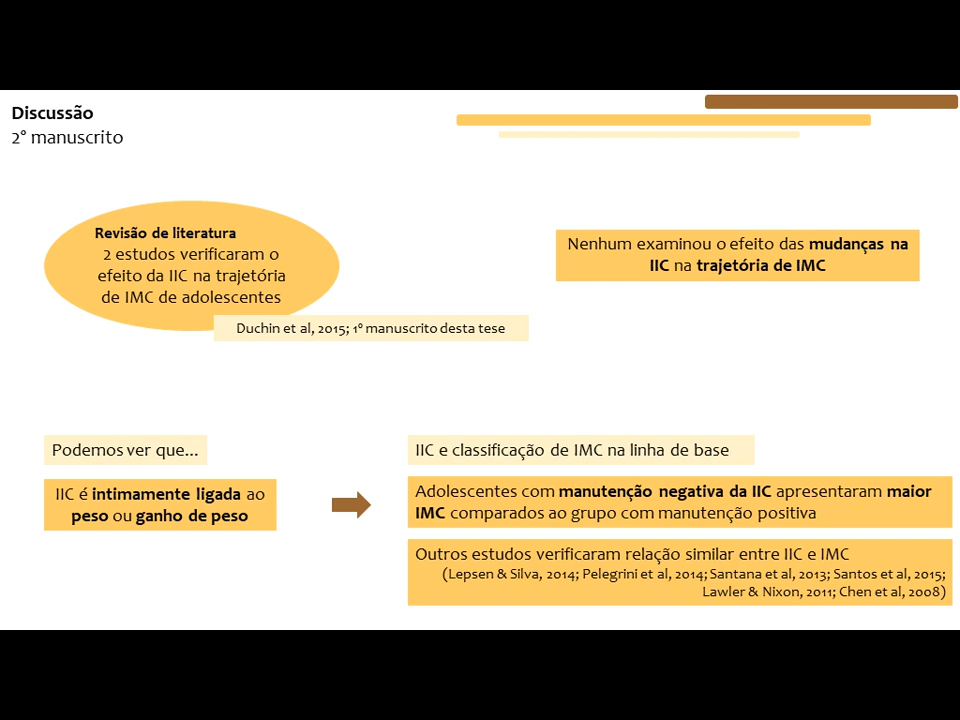 Discussão
2° manuscrito
Revisão de literatura
2 estudos verificaram o
efeito da IIC na trajetória
de IMC de adolescentes
Duchin et al, 2015; 1º manuscrito desta tese
Nenhum examinou o efeito das mudanças na
IIC na trajetória de IMC
Podemos ver que...
IIC é intimamente ligada ao
peso ou ganho de peso
IIC e classificação de IMC na linha de base
Adolescentes com manutenção negativa da IIC apresentaram maior
IMC comparados ao grupo com manutenção positiva
Outros estudos verificaram relação similar entre IIC e IMC
(Lepsen & Silva, 2014; Pelegrini et al, 2014; Santana et al, 2013; Santos et al, 2015;
Lawler & Nixon, 2011; Chen et al, 2008)